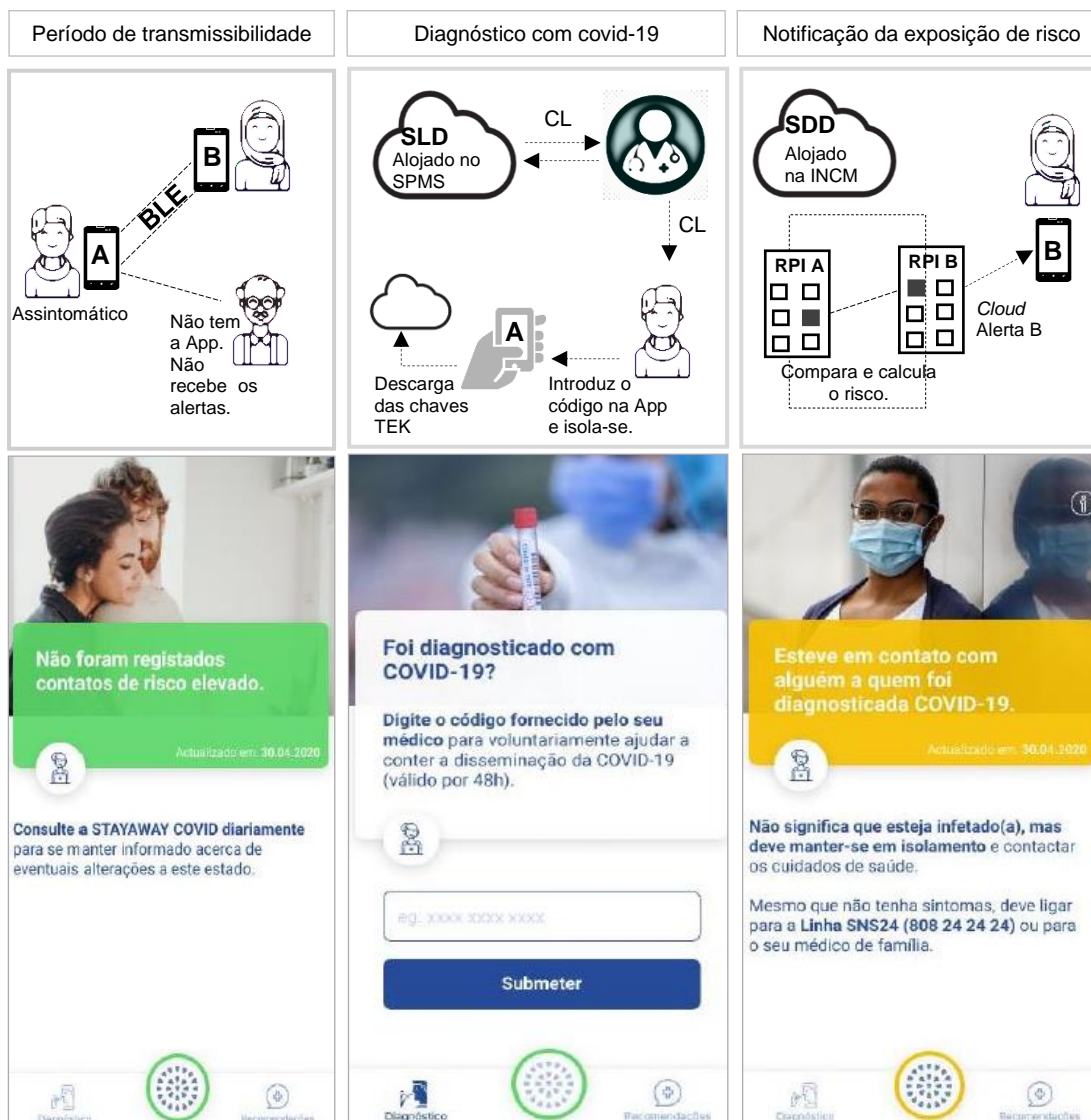 Período de transmissibilidade
Diagnóstico com covid-19
Notificação da exposição de risco
B
BLE
A
Assintomático
Não tem
a App.
Não
recebe os
alertas.
SLD
Alojado no
SPMS
CL
CL
A
Descarga
das chaves
TEK
Introduz o
código na App
e isola-se.
SDD
Alojado
na INCM
RPI A
RPI B
B
Cloud
Alerta B
Compara e calcula
o risco.
Não foram registados
contatos de risco elevado.
Actualizado em: 30.04.2020
Consulte a STAYAWAY COVID diariamente
para se manter informado acerca de
eventuais alterações a este estado.
Diagnóstico
Recomendações
Foi diagnosticado com
COVID-19?
Digite o código fornecido pelo seu
médico para voluntariamente ajudar a
conter a disseminação da COVID-19
(válido por 48h).
eg. xxxx xxxx xxxx
Submeter
Diagnóstico
Recomendações
Esteve em contato com
alguém a quem foi
diagnosticada COVID-19.
Actualizado em: 30.04.2020
Não significa que esteja infetado(a), mas
deve manter-se em isolamento e contactar
os cuidados de saúde.
Mesmo que não tenha sintomas, deve ligar
para a Linha SNS24 (808 24 24 24) ou para
o seu médico de família.
Diagnóstico
Recomendações